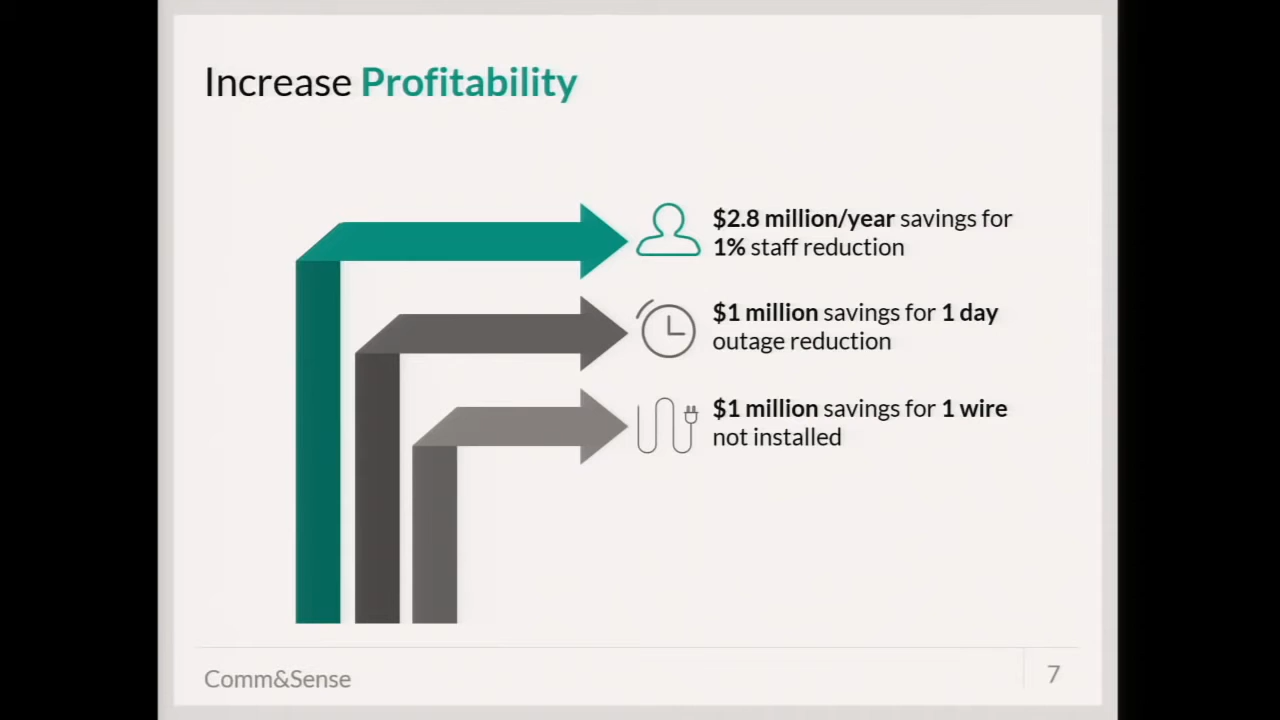 Increase Profitability
$2.8 million/year savings for
1% staff reduction
$1 million savings for 1 day
outage reduction
$1 million savings for 1 wire
not installed
Comm&Sense
7